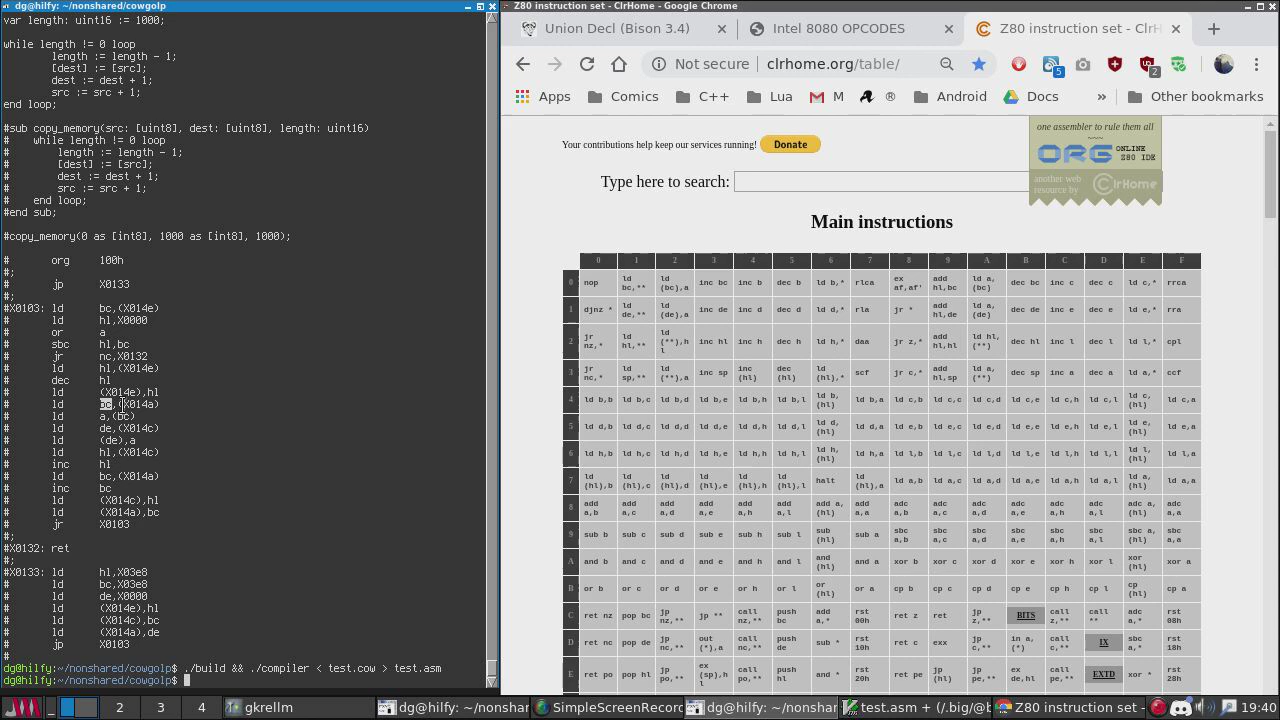 dg@hilfy: ~/nonshared/cowgolp
var length: uint16 := 1000;
while length != 0 loop
length := length - 1;
[dest] := [src];
dest := dest + 1;
src := src + 1;
end loop;
#sub copy_memory(src: [uint8], dest: [uint8], length: uint16)
#    while length != 0 loop
#        length := length - 1;
#        [dest] := [src];
#        dest := dest + 1;
#        src := src + 1;
#    end loop;
#end sub;
#copy_memory(0 as [int8], 1000 as [int8], 1000);
#       org     100h
#;
#       jp      X0133
#;
#X0103: ld      bc,(X014e)
#       ld      hl,X0000
#       or      a
#       sbc     hl,bc
#       jr      nc,X0132
#       ld      hl,(X014e)
#       dec     hl
#       ld      (X014e),hl
#       ld      bc,(X014a)
#       ld      a,(bc)
#       ld      de,(X014c)
#       ld      (de),a
#       ld      hl,(X014c)
#       inc     hl
#       ld      bc,(X014a)
#       inc     bc
#       ld      (X014c),hl
#       ld      (X014a),bc
#       jr      X0103
#;
#X0132: ret
#;
#X0133: ld      hl,X03e8
#       ld      bc,X03e8
#       ld      de,X0000
#       ld      (X014e),hl
#       ld      (X014c),bc
#       ld      (X014a),de
#       jp      X0103
#
dg@hilfy:~/nonshared/cowgolp$ ./build && ./compiler < test.cow > test.asm
dg@hilfy:~/nonshared/cowgolp$
Z80 instruction set - ClrHome - Google Chrome
Union Decl (Bison 3.4) Intel 8080 OPCODES Z80 instruction set - ClrH
Not secure clrhome.org/table/ 5 2
Apps Comics C++ Lua M ® Android Docs » Other bookmarks
one assembler to rule them all
~~~
ORG ONLINE Z80 IDE
another web resource by ClrHome
Your contributions help keep our services running! Donate
Type here to search:
Main instructions
0 1 2 3 4 5 6 7 8 9 A B C D E F
0 nop ld bc,** ld (bc),a inc bc inc b dec b ld b,* rlca ex af,af' add hl,bc ld a,(bc) dec bc inc c dec c ld c,* rrca
1 djnz * ld de,** ld (de),a inc de inc d dec d ld d,* rla jr * add hl,de ld a,(de) dec de inc e dec e ld e,* rra
2 jr nz,* ld hl,** ld (**),hl inc hl inc h dec h ld h,* daa jr z,* add hl,hl ld hl,(**) dec hl inc l dec l ld l,* cpl
3 jr nc,* ld sp,** ld (**),a inc sp inc (hl) dec (hl) ld (hl),* scf jr c,* add hl,sp ld a,(**) dec sp inc a dec a ld a,* ccf
4 ld b,b ld b,c ld b,d ld b,e ld b,h ld b,l ld b,(hl) ld b,a ld c,b ld c,c ld c,d ld c,e ld c,h ld c,l ld c,(hl) ld c,a
5 ld d,b ld d,c ld d,d ld d,e ld d,h ld d,l ld d,(hl) ld d,a ld e,b ld e,c ld e,d ld e,e ld e,h ld e,l ld e,(hl) ld e,a
6 ld h,b ld h,c ld h,d ld h,e ld h,h ld h,l ld h,(hl) ld h,a ld l,b ld l,c ld l,d ld l,e ld l,h ld l,l ld l,(hl) ld l,a
7 ld (hl),b ld (hl),c ld (hl),d ld (hl),e ld (hl),h ld (hl),l halt ld (hl),a ld a,b ld a,c ld a,d ld a,e ld a,h ld a,l ld a,(hl) ld a,a
8 add a,b add a,c add a,d add a,e add a,h add a,l add a,(hl) add a,a adc a,b adc a,c adc a,d adc a,e adc a,h adc a,l adc a,(hl) adc a,a
9 sub b sub c sub d sub e sub h sub l sub (hl) sub a sbc a,b sbc a,c sbc a,d sbc a,e sbc a,h sbc a,l sbc a,(hl) sbc a,a
A and b and c and d and e and h and l and (hl) and a xor b xor c xor d xor e xor h xor l xor (hl) xor a
B or b or c or d or e or h or l or (hl) or a cp b cp c cp d cp e cp h cp l cp (hl) cp a
C ret nz pop bc jp nz,** jp ** call nz,** push bc add a,* rst 00h ret z ret jp z,** BITS call z,** call ** adc a,* rst 08h
D ret nc pop de jp nc,** out (*),a call nc,** push de sub * rst 10h ret c exx jp c,** in a,(*) call c,** IX sbc a,* rst 18h
E ret po pop hl jp po,** ex (sp),hl call po,** push hl and * rst 20h ret pe jp (hl) jp pe,** ex de,hl call pe,** EXTD xor * rst 28h
2 3 4 gkrellm dg@hilfy: ~/nonshar SimpleScreenRecor dg@hilfy: ~/nonshar test.asm + (/.big/@b Z80 instruction set - 19:40